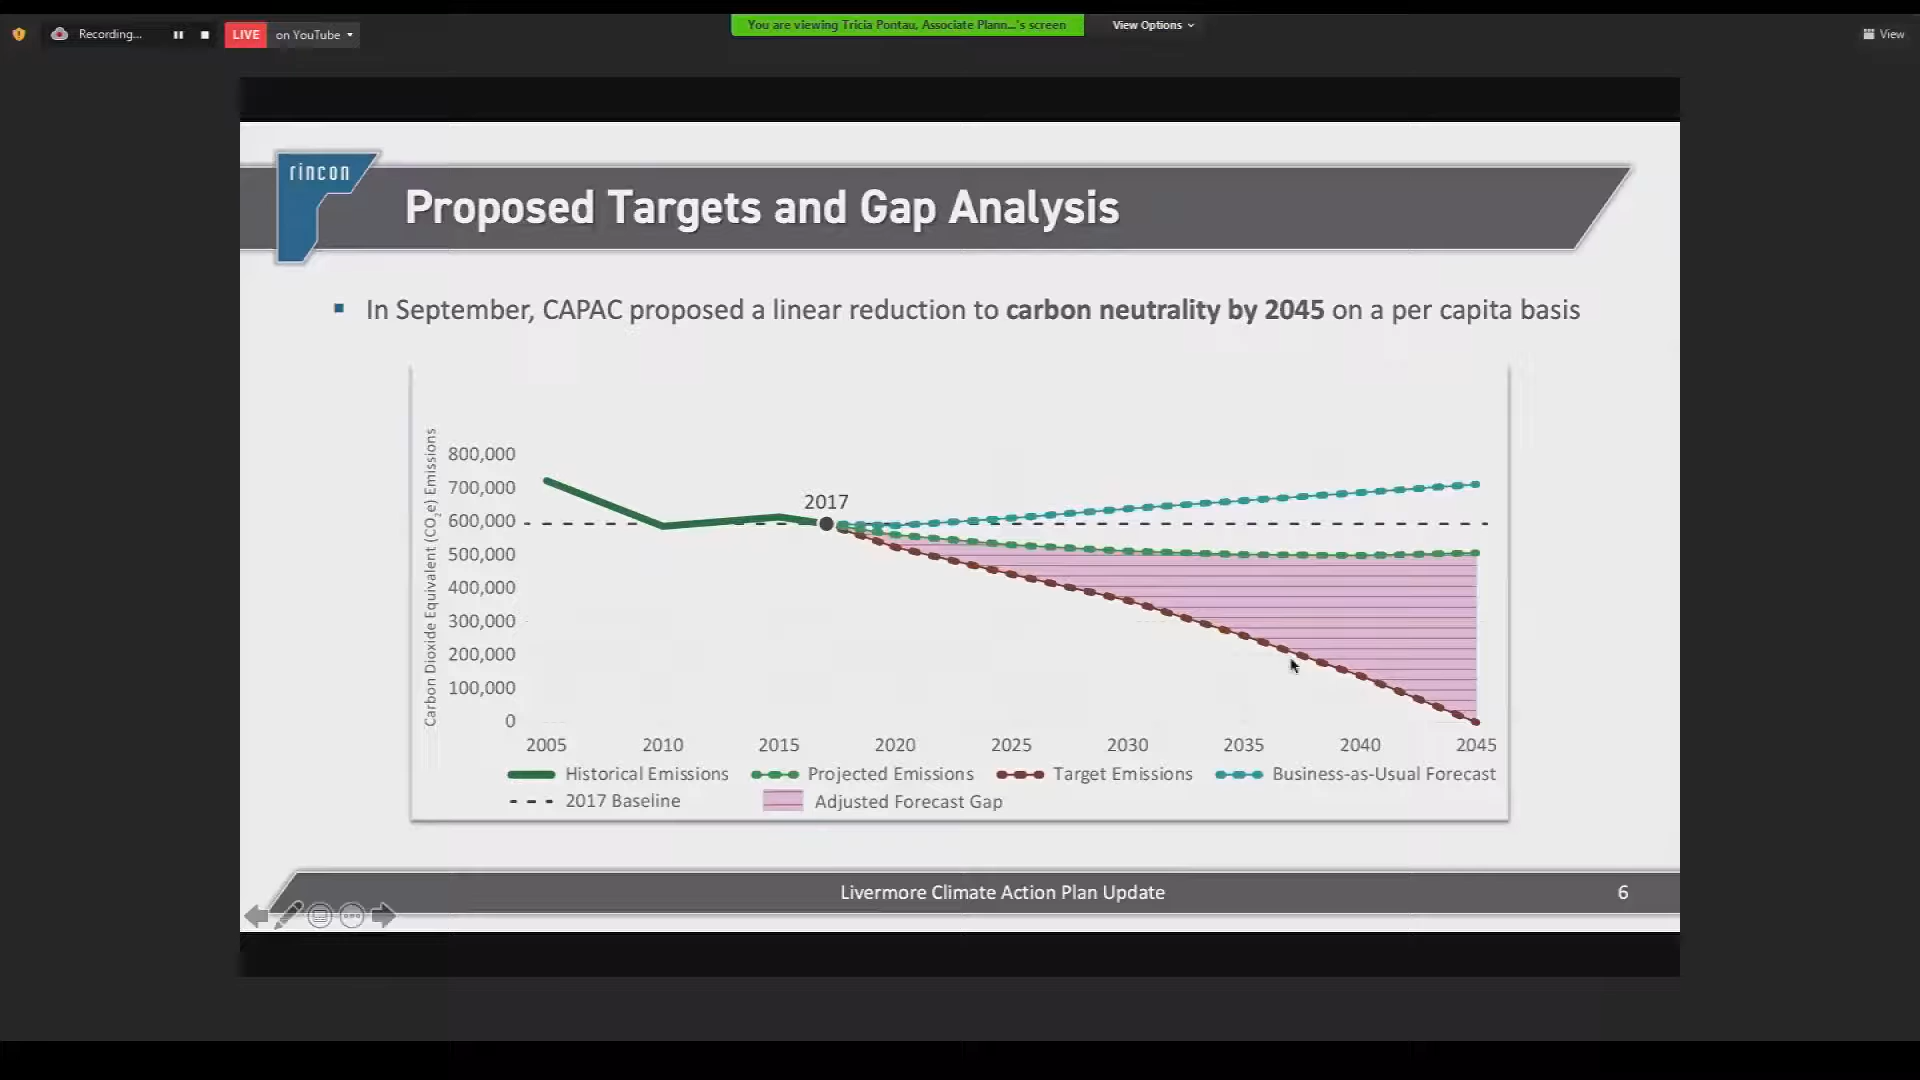 You are viewing Tricia Pontau, Associate Plann...'s screen
View Options
Recording...
LIVE
on YouTube
View
rincon
Proposed Targets and Gap Analysis
In September, CAPAC proposed a linear reduction to carbon neutrality by 2045 on a per capita basis
Carbon Dioxide Equivalent (CO2e) Emissions
800,000
700,000
600,000
500,000
400,000
300,000
200,000
100,000
0
2017
2005 2010 2015 2020 2025 2030 2035 2040 2045
Historical Emissions Projected Emissions Target Emissions Business-as-Usual Forecast
2017 Baseline Adjusted Forecast Gap
Livermore Climate Action Plan Update
6